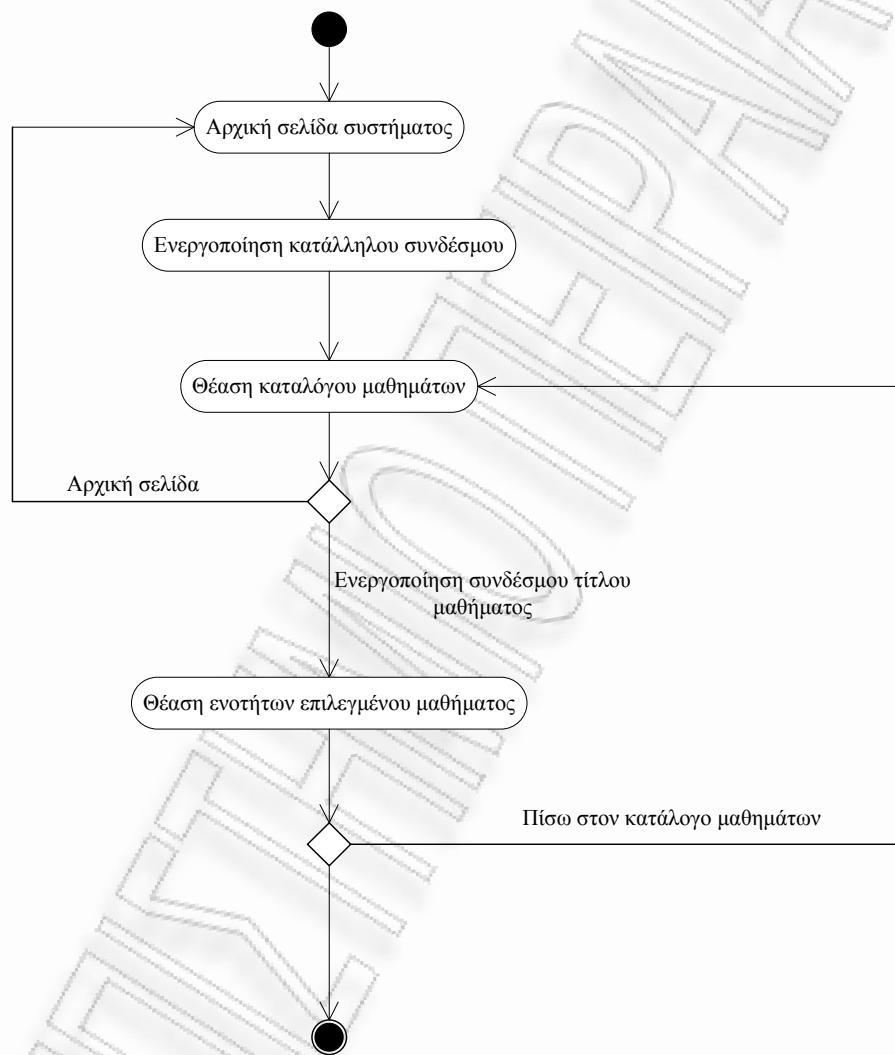 Αρχική σελίδα συστήματος
Ενεργοποίηση κατάλληλου συνδέσμου
Θέαση καταλόγου μαθημάτων
Αρχική σελίδα
Ενεργοποίηση συνδέσμου τίτλου
μαθήματος
Θέαση ενοτήτων επιλεγμένου μαθήματος
Πίσω στον κατάλογο μαθημάτων